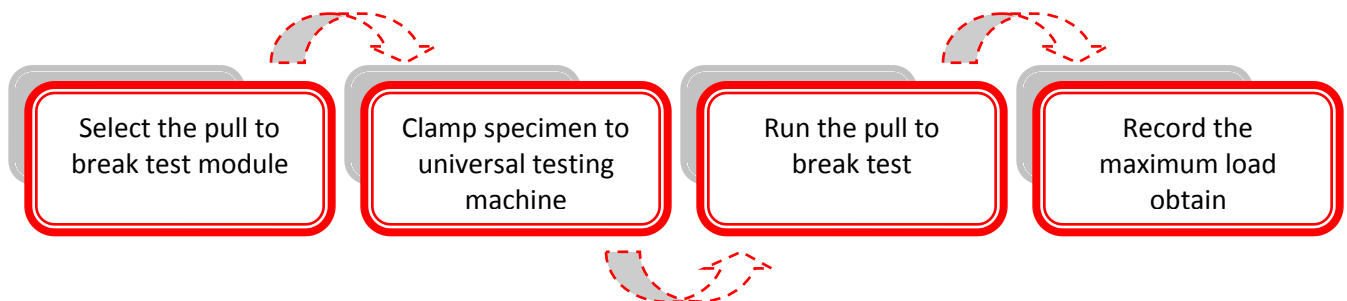 Select the pull to
break test module
Clamp specimen to
universal testing
machine
Run the pull to
break test
Record the
maximum load
obtain